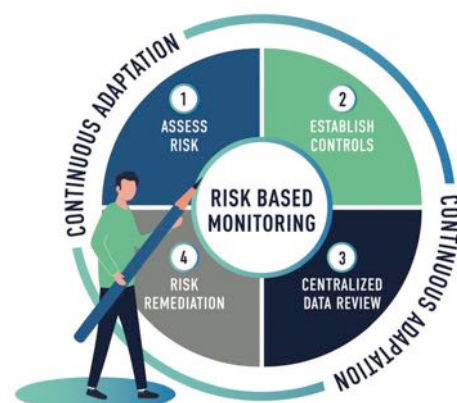 CONTINUOUS ADAPTATION
1
ASSESS
RISK
2
ESTABLISH
CONTROLS
RISK BASED
MONITORING
4
RISK
REMEDIATION
3
CENTRALIZED
DATA REVIEW
CONTINUOUS ADAPTATION